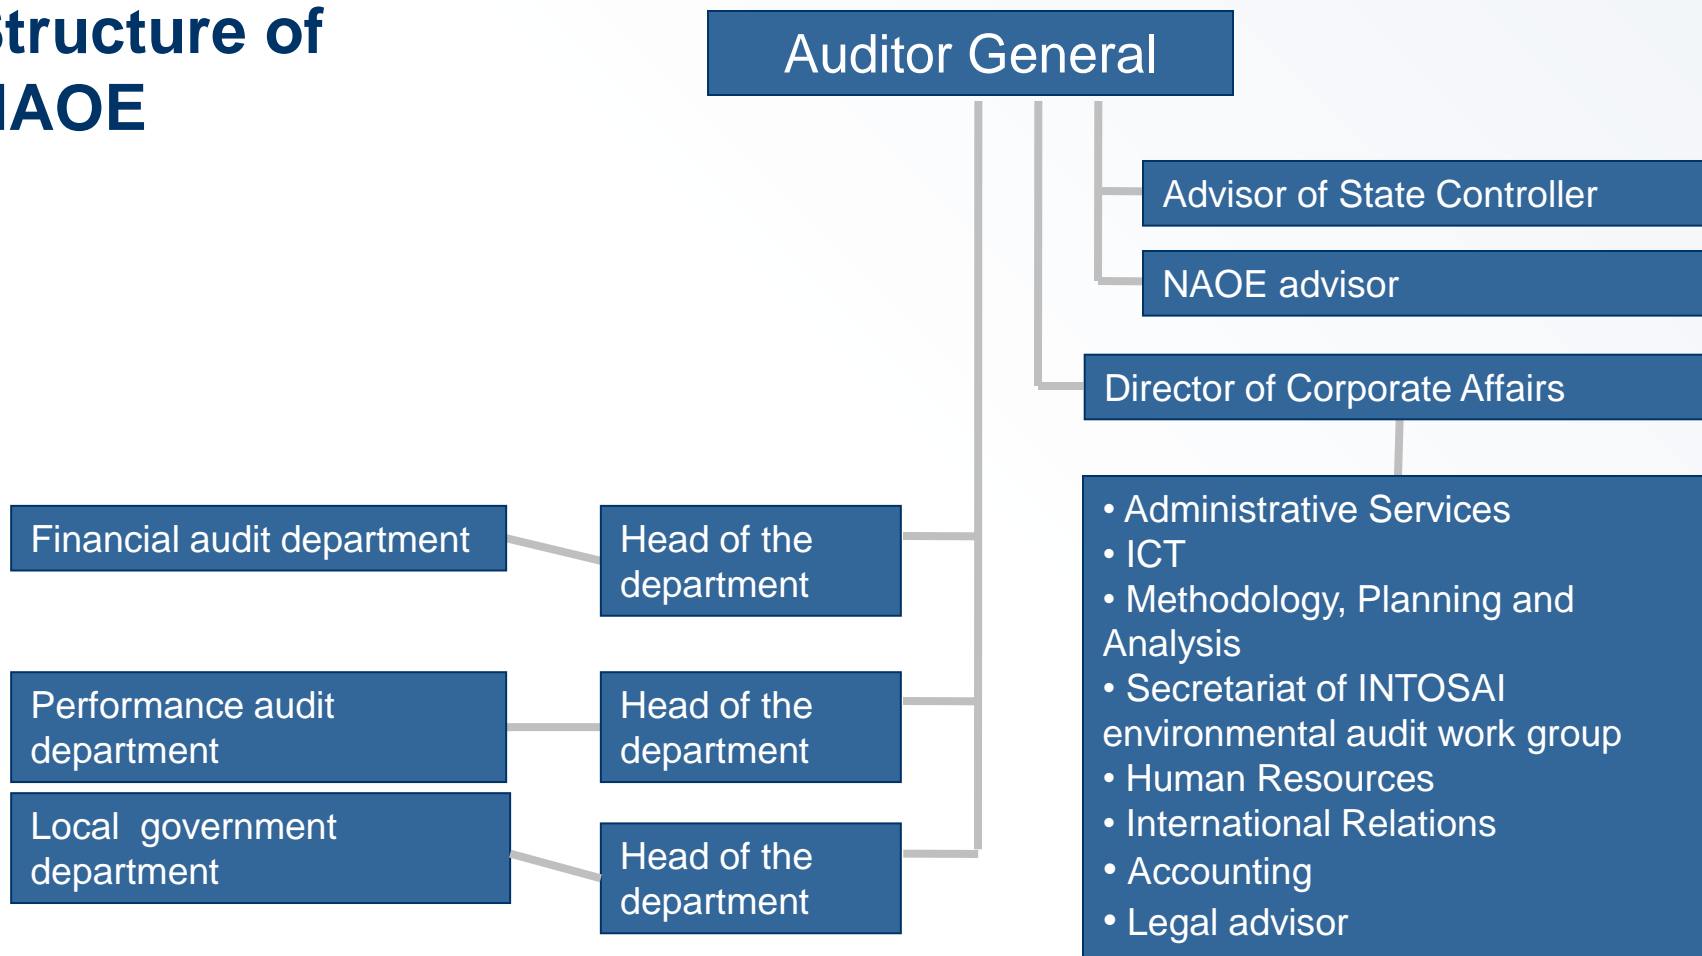 Structure of
NAOE
Auditor General
Advisor of State Controller
NAOE advisor
Director of Corporate Affairs
Financial audit department
Head of the
department
Performance audit
department
Head of the
department
Local government
department
Head of the
department
• Administrative Services
• ICT
• Methodology, Planning and
Analysis
• Secretariat of INTOSAI
environmental audit work group
• Human Resources
• International Relations
• Accounting
• Legal advisor